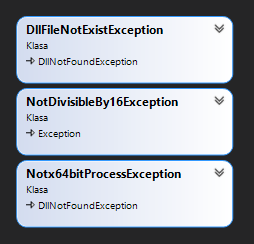 DllFileNotExistException
Klasa
DllNotFoundException
NotDivisibleBy16Exception
Klasa
Exception
Notx64bitProcessException
Klasa
DllNotFoundException